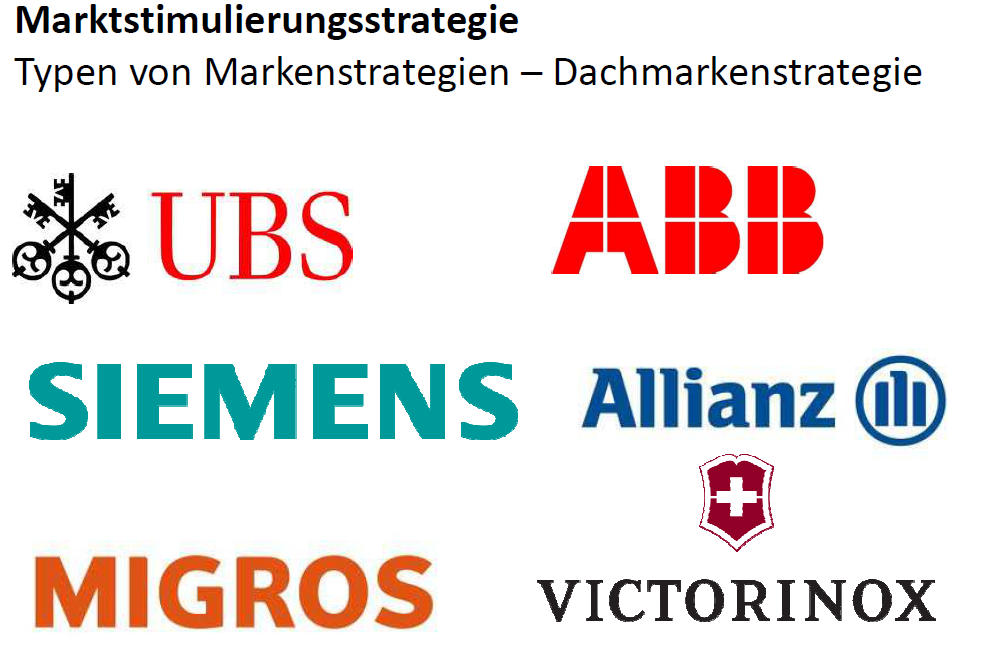 Marktstimulierungsstrategie
Typen von Markenstrategien – Dachmarkenstrategie
UBS
ABB
SIEMENS
Allianz
MIGROS
VICTORINOX